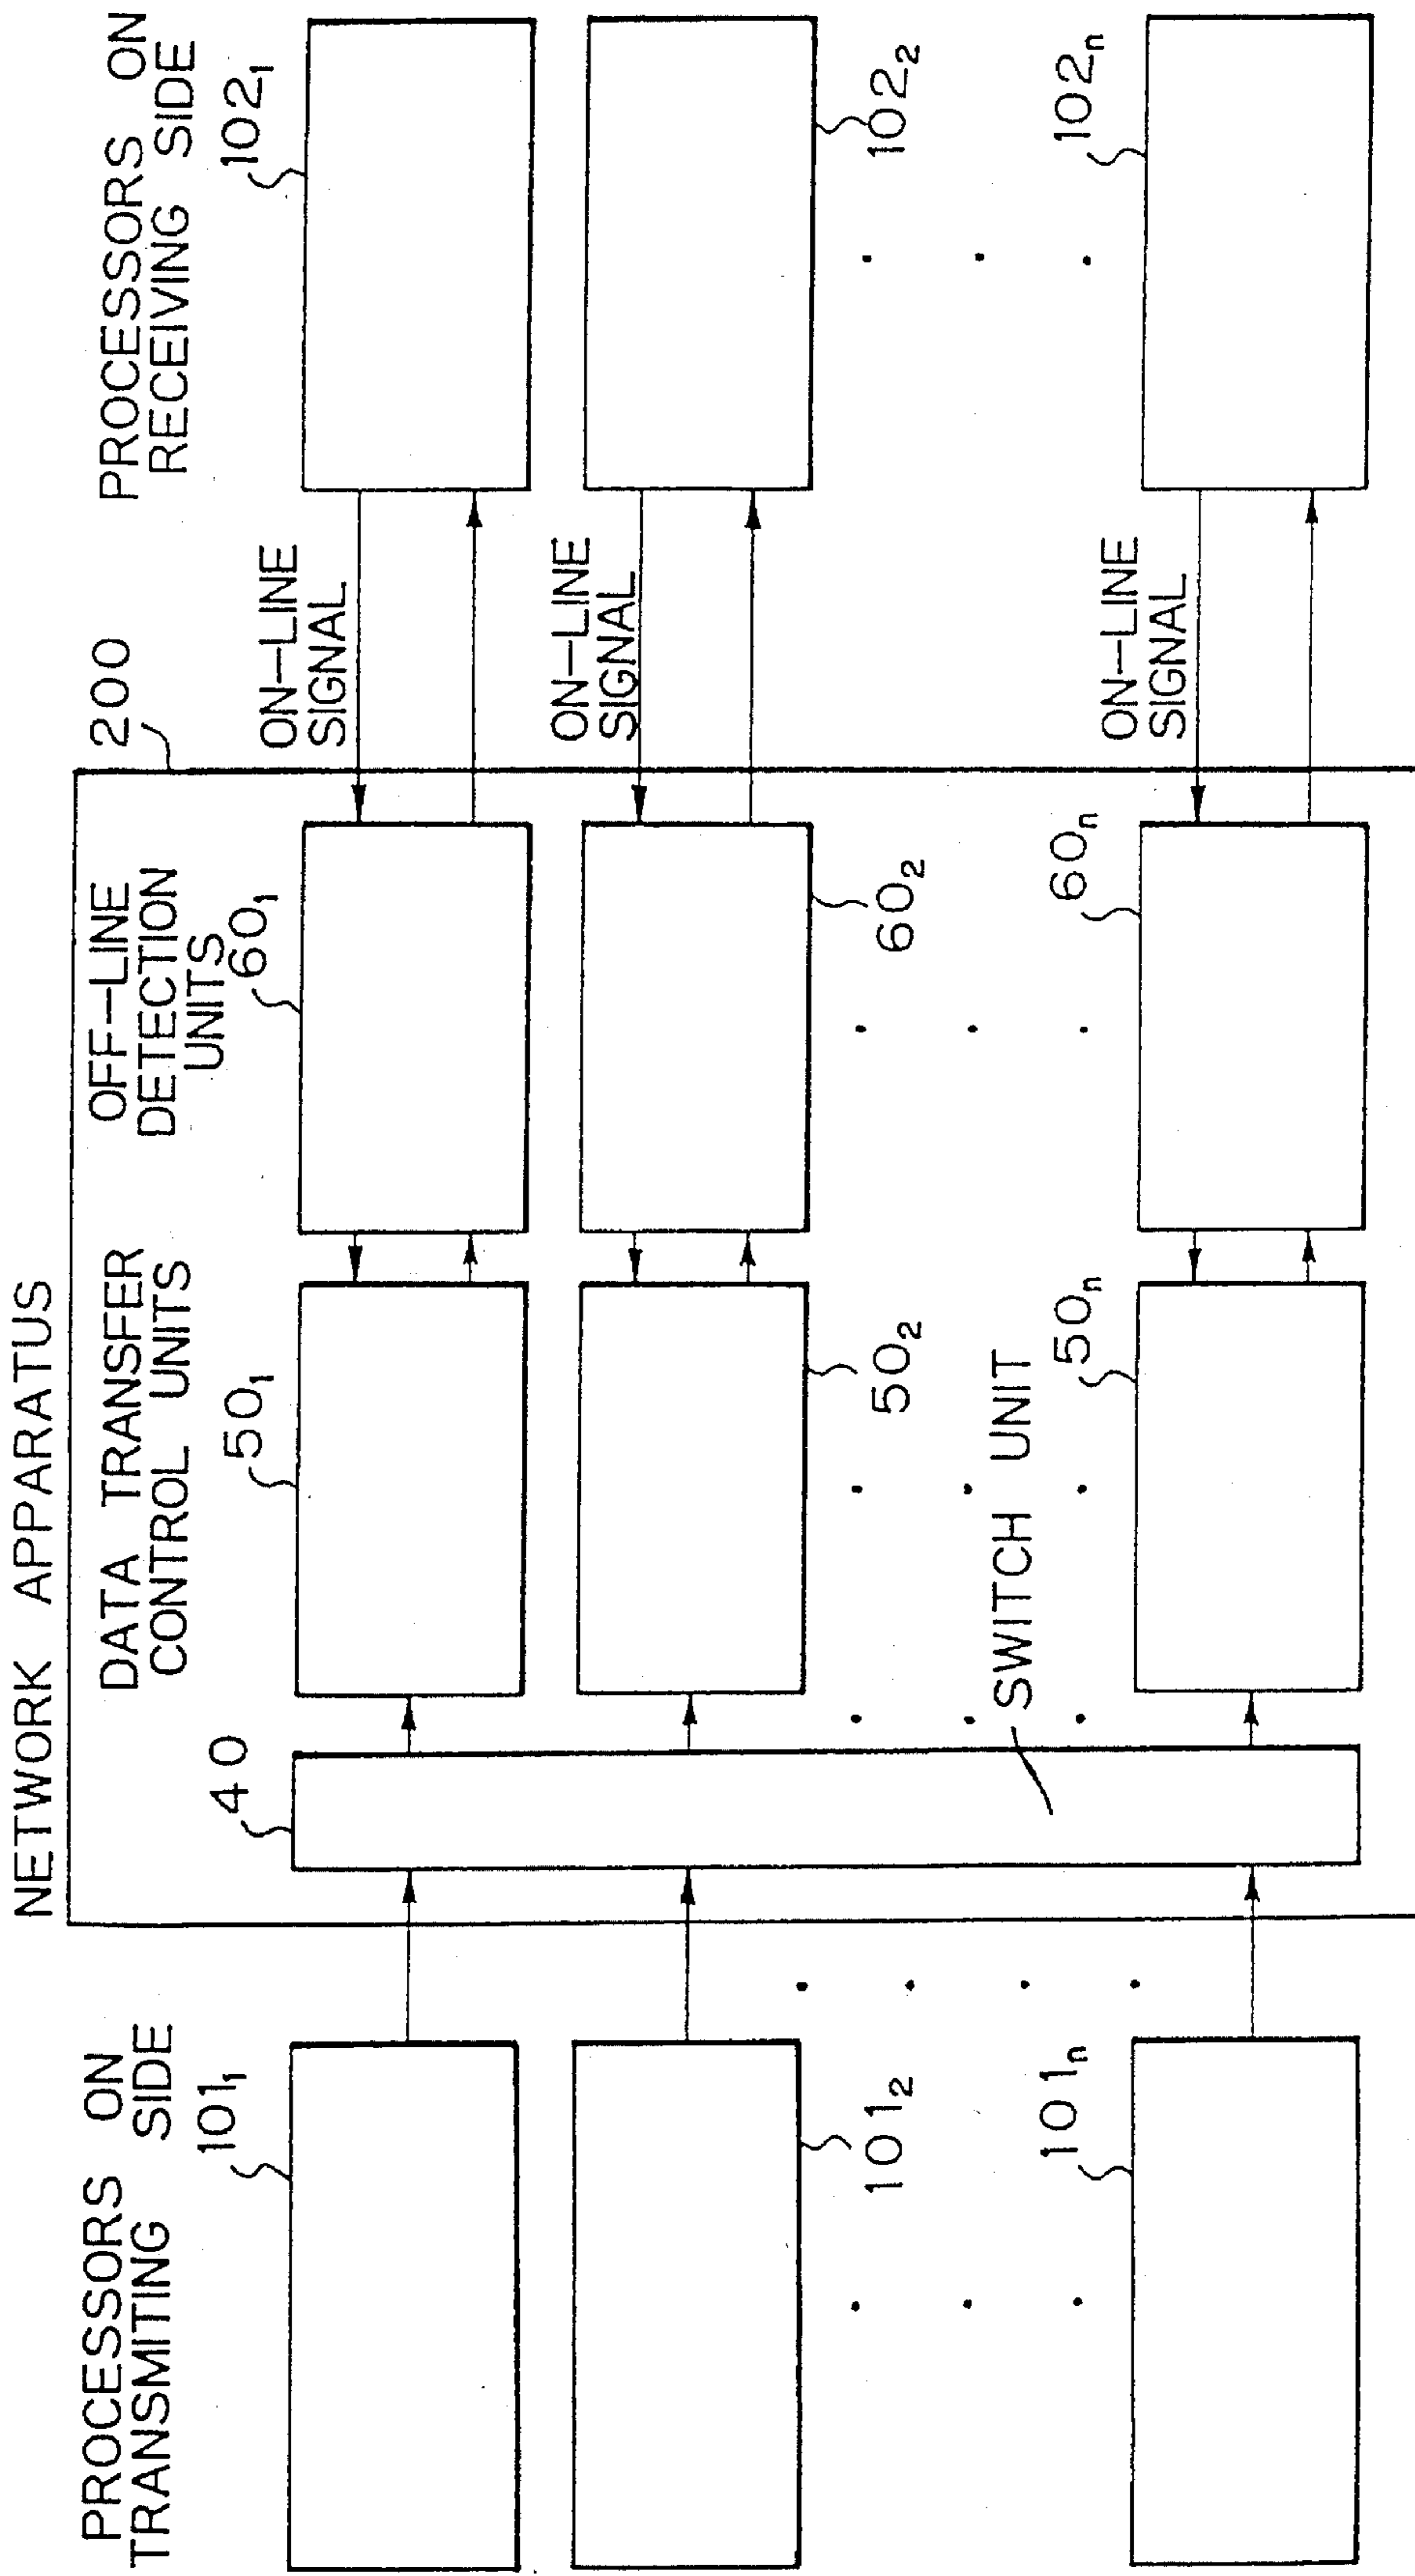 NETWORK APPARATUS
PROCESSORS ON
TRANSMITING SIDE
DATA TRANSFER
CONTROL UNITS
OFF-LINE
DETECTION
UNITS
200
PROCESSORS ON
RECEIVING SIDE
101₁
40
50₁
60₁
ON-LINE
SIGNAL
102₁
101₂
50₂
60₂
ON-LINE
SIGNAL
102₂
SWITCH UNIT
101ₙ
50ₙ
60ₙ
ON-LINE
SIGNAL
102ₙ